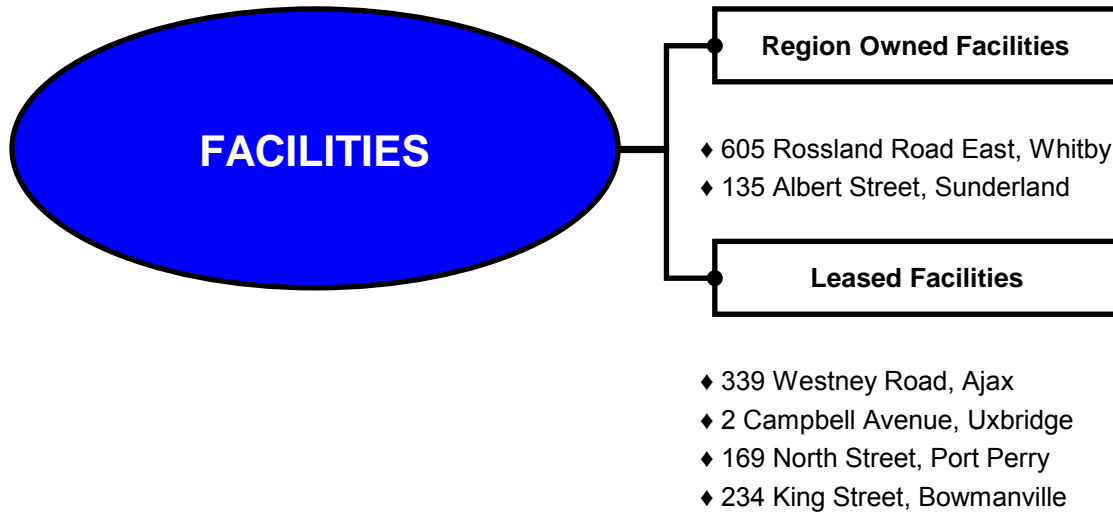 FACILITIES
Region Owned Facilities
♦ 605 Rossland Road East, Whitby
♦ 135 Albert Street, Sunderland
Leased Facilities
♦ 339 Westney Road, Ajax
♦ 2 Campbell Avenue, Uxbridge
♦ 169 North Street, Port Perry
♦ 234 King Street, Bowmanville